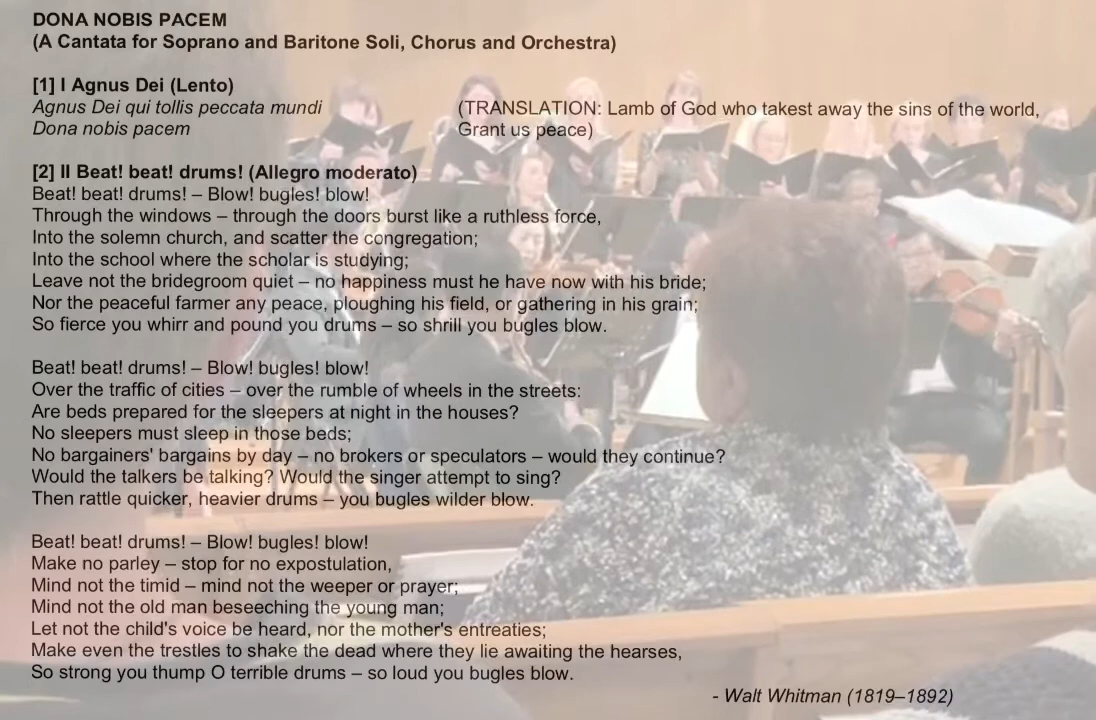 DONA NOBIS PACEM
(A Cantata for Soprano and Baritone Soli, Chorus and Orchestra)
[1] I Agnus Dei (Lento)
Agnus Dei qui tollis peccata mundi (TRANSLATION: Lamb of God who takest away the sins of the world,
Dona nobis pacem Grant us peace)
[2] II Beat! beat! drums! (Allegro moderato)
Beat! beat! drums! – Blow! bugles! blow!
Through the windows – through the doors burst like a ruthless force,
Into the solemn church, and scatter the congregation;
Into the school where the scholar is studying;
Leave not the bridegroom quiet – no happiness must he have now with his bride;
Nor the peaceful farmer any peace, ploughing his field, or gathering in his grain;
So fierce you whirr and pound you drums – so shrill you bugles blow.
Beat! beat! drums! – Blow! bugles! blow!
Over the traffic of cities – over the rumble of wheels in the streets:
Are beds prepared for the sleepers at night in the houses?
No sleepers must sleep in those beds;
No bargainers' bargains by day – no brokers or speculators – would they continue?
Would the talkers be talking? Would the singer attempt to sing?
Then rattle quicker, heavier drums – you bugles wilder blow.
Beat! beat! drums! – Blow! bugles! blow!
Make no parley – stop for no expostulation,
Mind not the timid – mind not the weeper or prayer;
Mind not the old man beseeching the young man;
Let not the child's voice be heard, nor the mother's entreaties;
Make even the trestles to shake the dead where they lie awaiting the hearses,
So strong you thump O terrible drums – so loud you bugles blow.
- Walt Whitman (1819–1892)